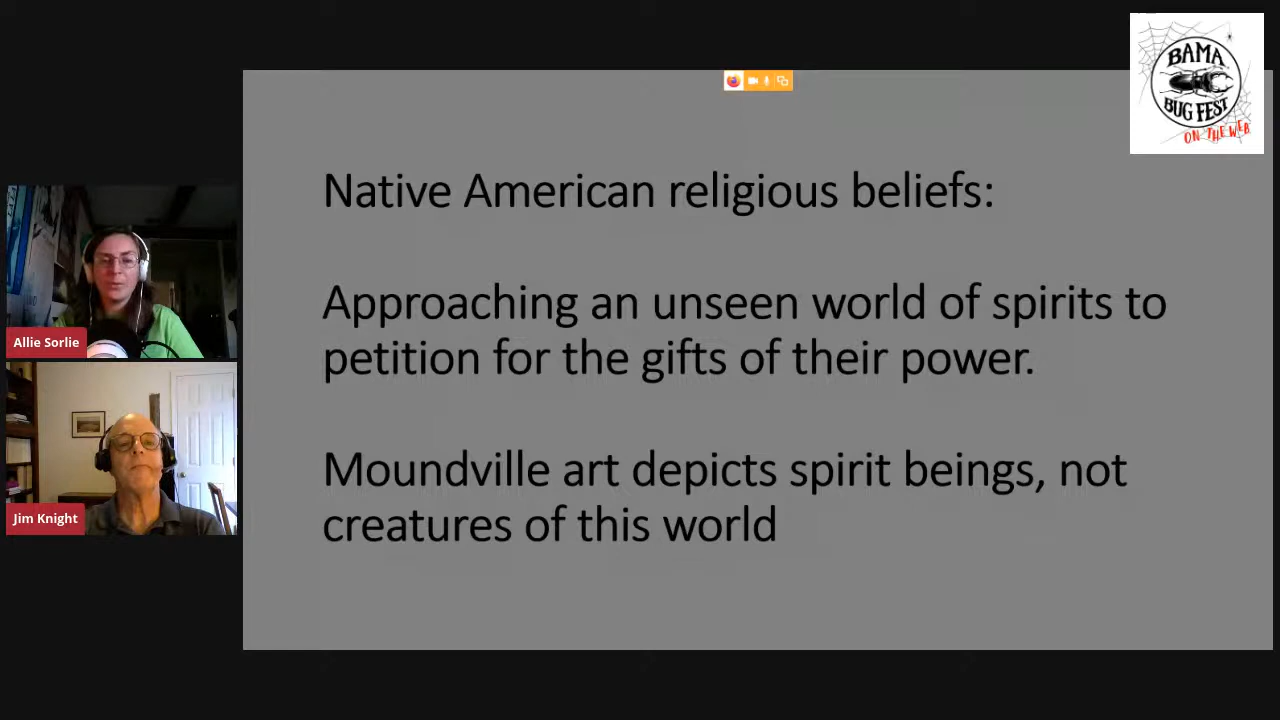 BAMA
BUG FEST
ON THE WEB
Native American religious beliefs:
Approaching an unseen world of spirits to
petition for the gifts of their power.
Moundville art depicts spirit beings, not
creatures of this world
Allie Sorlie
Jim Knight